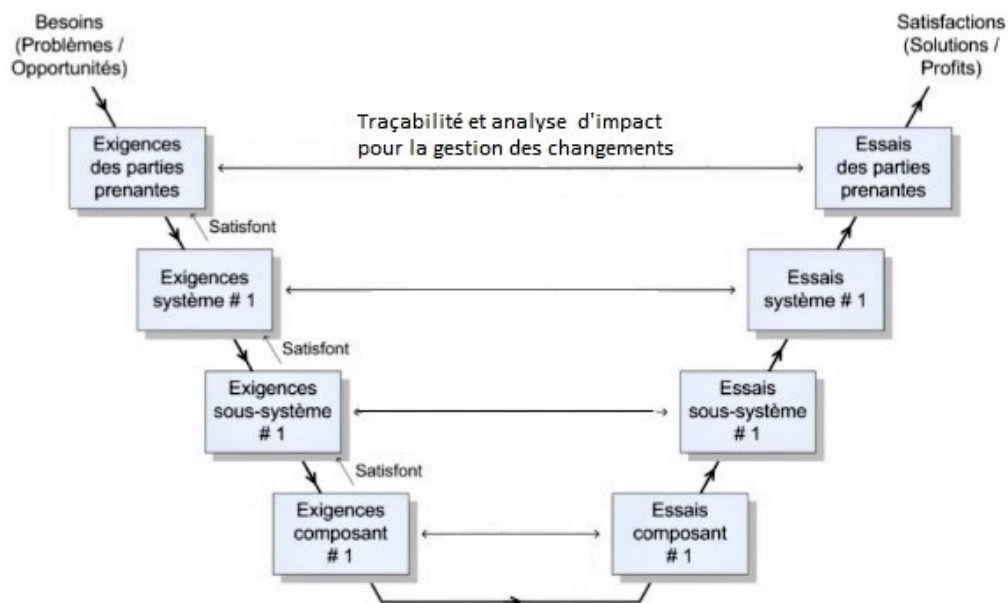 Besoins
(Problèmes /
Opportunités)
Satisfactions
(Solutions /
Profits)
Traçabilité et analyse d'impact
pour la gestion des changements
Exigences
des parties
prenantes
Essais
des parties
prenantes
Satisfont
Exigences
système # 1
Essais
système # 1
Satisfont
Exigences
sous-système
# 1
Essais
sous-système
# 1
Satisfont
Exigences
composant
# 1
Essais
composant
# 1